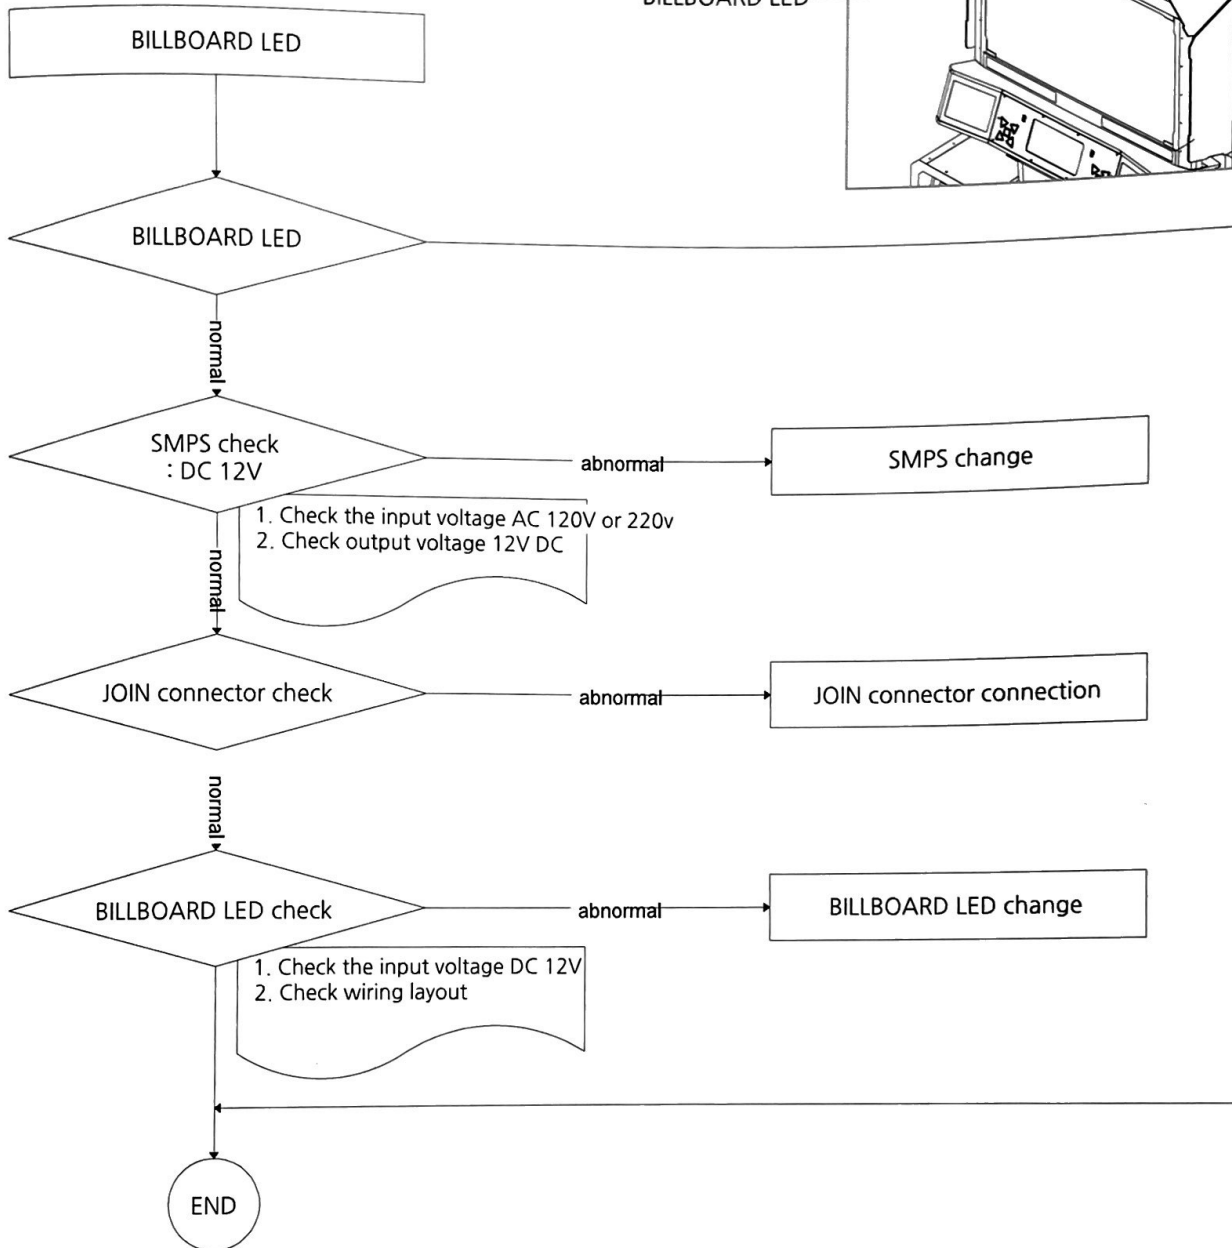 BILLBOARD LED
BILLBOARD LED
BILLBOARD LED
normal
SMPS check
: DC 12V
abnormal
SMPS change
1. Check the input voltage AC 120V or 220v
2. Check output voltage 12V DC
normal
JOIN connector check
abnormal
JOIN connector connection
normal
BILLBOARD LED check
abnormal
BILLBOARD LED change
1. Check the input voltage DC 12V
2. Check wiring layout
END